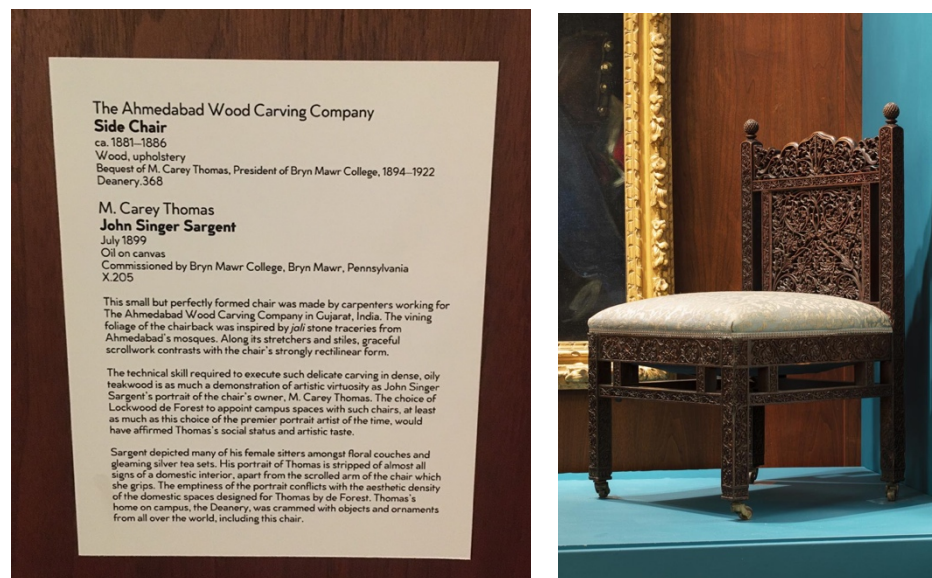 The Ahmedabad Wood Carving Company
Side Chair
ca. 1881–1886
Wood, upholstery
Bequest of M. Carey Thomas, President of Bryn Mawr College, 1894–1922
Deanery.368
M. Carey Thomas
John Singer Sargent
July 1899
Oil on canvas
Commissioned by Bryn Mawr College, Bryn Mawr, Pennsylvania
X.205
This small but perfectly formed chair was made by carpenters working for
The Ahmedabad Wood Carving Company in Gujarat, India. The vining
foliage of the chairback was inspired by jali stone traceries from
Ahmedabad's mosques. Along its stretchers and stiles, graceful
scrollwork contrasts with the chair's strongly rectilinear form.
The technical skill required to execute such delicate carving in dense, oily
teakwood is as much a demonstration of artistic virtuosity as John Singer
Sargent's portrait of the chair's owner, M. Carey Thomas. The choice of
Lockwood de Forest to appoint campus spaces with such chairs, at least
as much as this choice of the premier portrait artist of the time, would
have affirmed Thomas's social status and artistic taste.
Sargent depicted many of his female sitters amongst floral couches and
gleaming silver tea sets. His portrait of Thomas is stripped of almost all
signs of a domestic interior, apart from the scrolled arm of the chair which
she grips. The emptiness of the portrait conflicts with the aesthetic density
of the domestic spaces designed for Thomas by de Forest. Thomas's
home on campus, the Deanery, was crammed with objects and ornaments
from all over the world, including this chair.